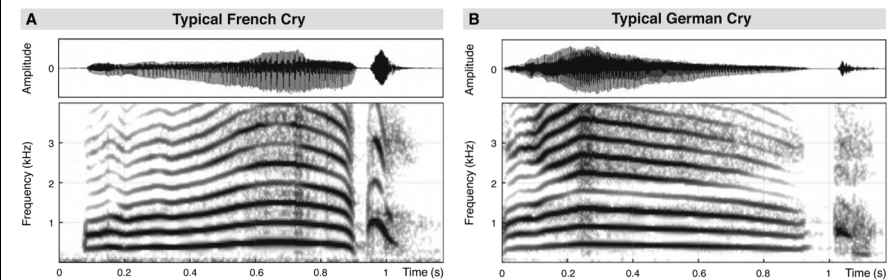 A Typical French Cry
Amplitude
0
Frequency (kHz)
3
2
1
0 0.2 0.4 0.6 0.8 1 Time (s)
B Typical German Cry
Amplitude
0
Frequency (kHz)
3
2
1
0 0.2 0.4 0.6 0.8 1 Time (s)